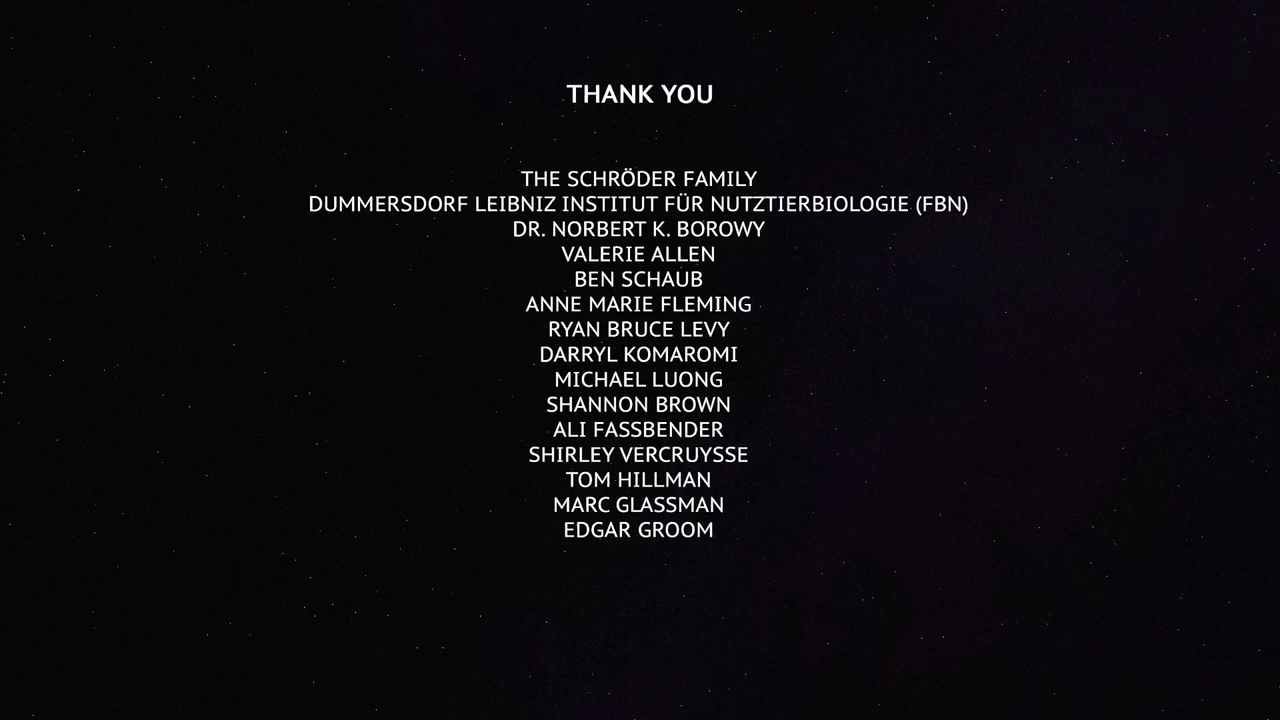 THANK YOU
THE SCHRÖDER FAMILY
DUMMERSDORF LEIBNIZ INSTITUT FÜR NUTZTIERBIOLOGIE (FBN)
DR. NORBERT K. BOROWY
VALERIE ALLEN
BEN SCHAUB
ANNE MARIE FLEMING
RYAN BRUCE LEVY
DARRYL KOMAROMI
MICHAEL LUONG
SHANNON BROWN
ALI FASSBENDER
SHIRLEY VERCRUYSSE
TOM HILLMAN
MARC GLASSMAN
EDGAR GROOM